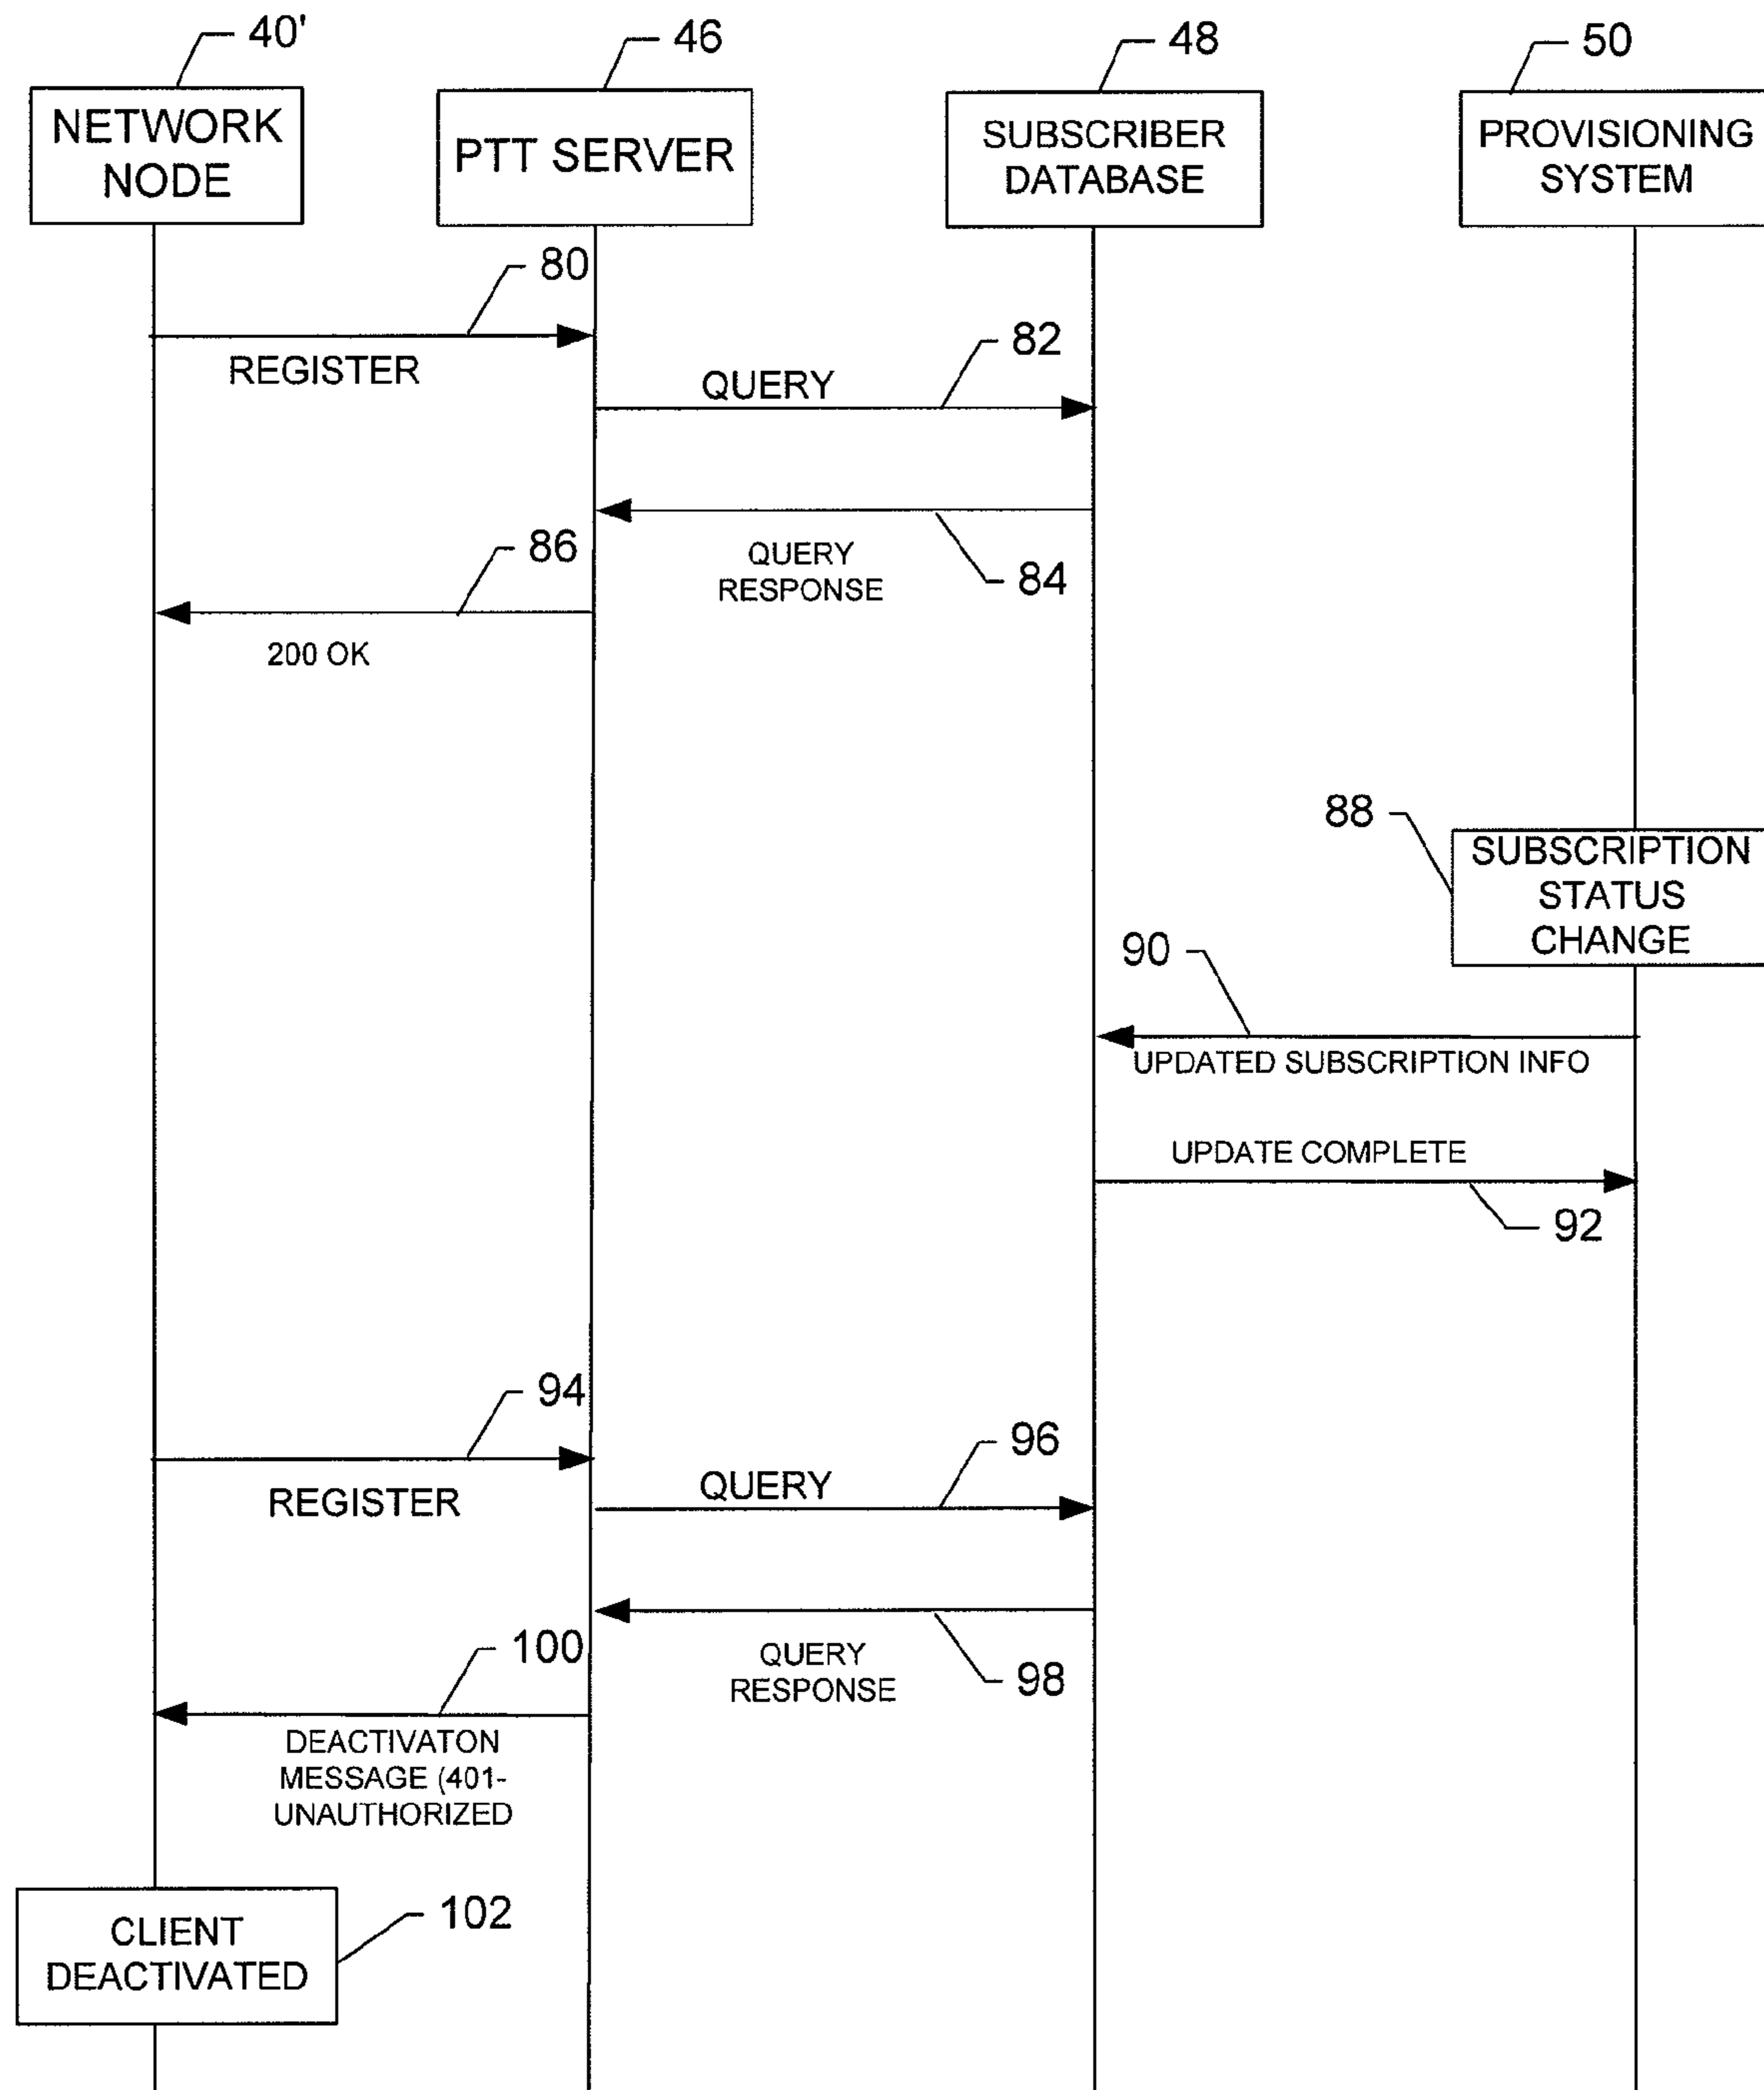 40'
46
48
50
NETWORK
NODE
PTT SERVER
SUBSCRIBER
DATABASE
PROVISIONING
SYSTEM
80
REGISTER
82
QUERY
84
QUERY
RESPONSE
86
200 OK
88
SUBSCRIPTION
STATUS
CHANGE
90
UPDATED SUBSCRIPTION INFO
UPDATE COMPLETE
92
94
REGISTER
96
QUERY
98
QUERY
RESPONSE
100
DEACTIVATON
MESSAGE (401-
UNAUTHORIZED
CLIENT
DEACTIVATED
102